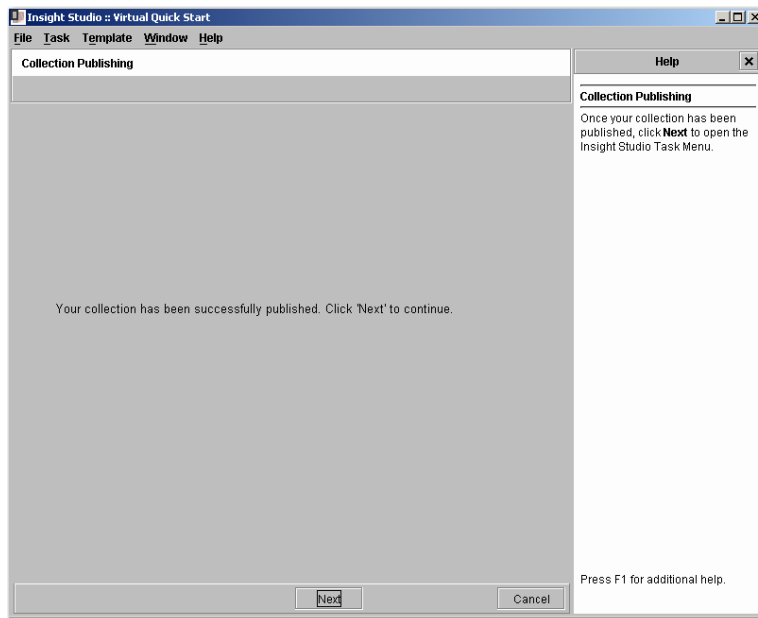 Insight Studio :: Virtual Quick Start
File Task Template Window Help
Collection Publishing
Your collection has been successfully published. Click 'Next' to continue.
Next
Cancel
Help
Collection Publishing
Once your collection has been
published, click Next to open the
Insight Studio Task Menu.
Press F1 for additional help.